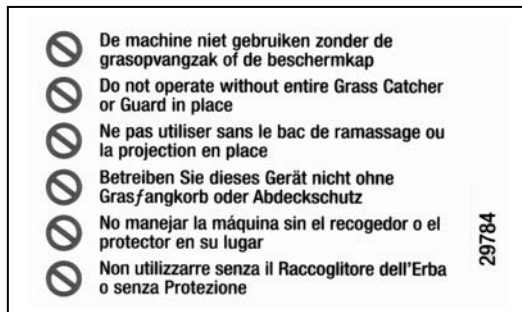 De machine niet gebruiken zonder de
grasopvangzak of de beschermkap
Do not operate without entire Grass Catcher
or Guard in place
Ne pas utiliser sans le bac de ramassage ou
la projection en place
Betreiben Sie dieses Gerät nicht ohne
Grasƒangkorb oder Abdeckschutz
No manejar la máquina sin el recogedor o el
protector en su lugar
Non utilizzarre senza il Raccoglitore dell'Erba
o senza Protezione
29784